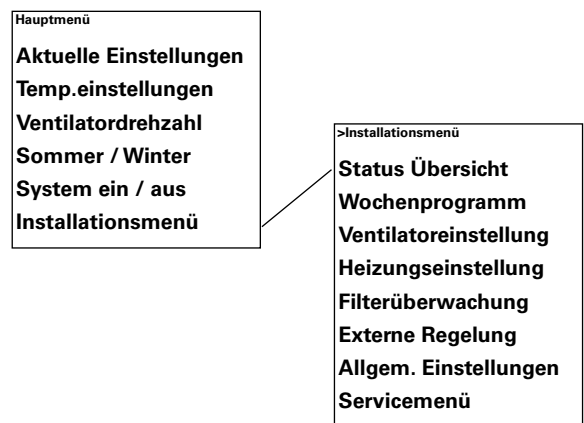 Hauptmenü
Aktuelle Einstellungen
Temp.einstellungen
Ventilatordrehzahl
Sommer / Winter
System ein / aus
Installationsmenü
>Installationsmenü
Status Übersicht
Wochenprogramm
Ventilatoreinstellung
Heizungseinstellung
Filterüberwachung
Externe Regelung
Allgem. Einstellungen
Servicemenü